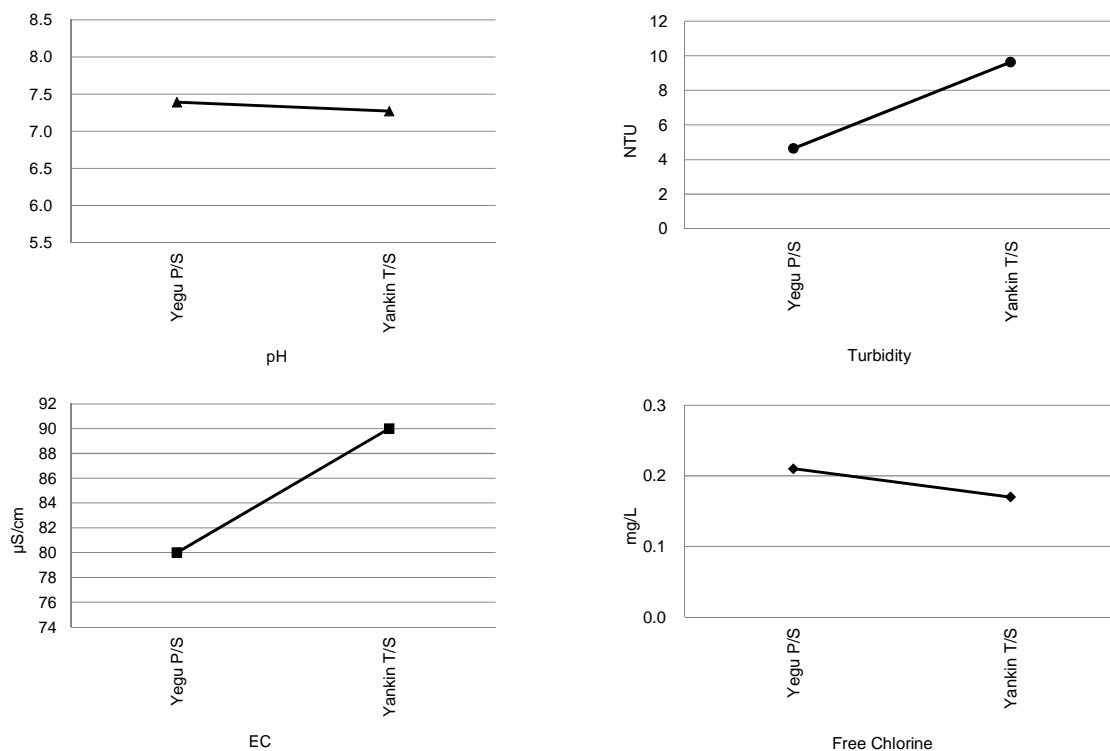 8.5
8.0
7.5
7.0
6.5
6.0
5.5
Yegu P/S
Yankin T/S
pH
12
10
8
6
4
2
0
NTU
Yegu P/S
Yankin T/S
Turbidity
92
90
88
86
84
82
80
78
76
74
µS/cm
Yegu P/S
Yankin T/S
EC
0.3
0.2
0.1
0.0
mg/L
Yegu P/S
Yankin T/S
Free Chlorine